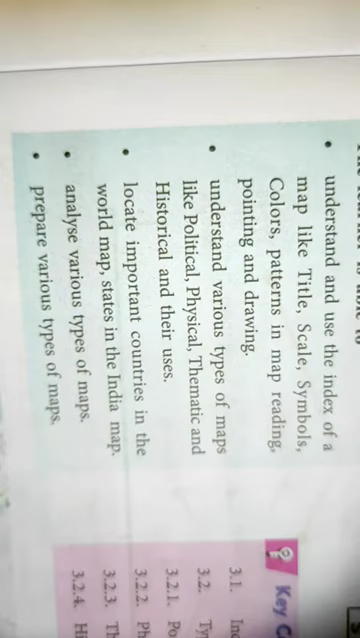 • understand and use the index of a
map like Title, Scale, Symbols,
Colors, patterns in map reading,
pointing and drawing.
• understand various types of maps
like Political, Physical, Thematic and
Historical and their uses.
• locate important countries in the
world map, states in the India map.
• analyse various types of maps.
• prepare various types of maps.
Key
3.1.
3.2.
3.2.1.
3.2.2.
3.2.3.
3.2.4.